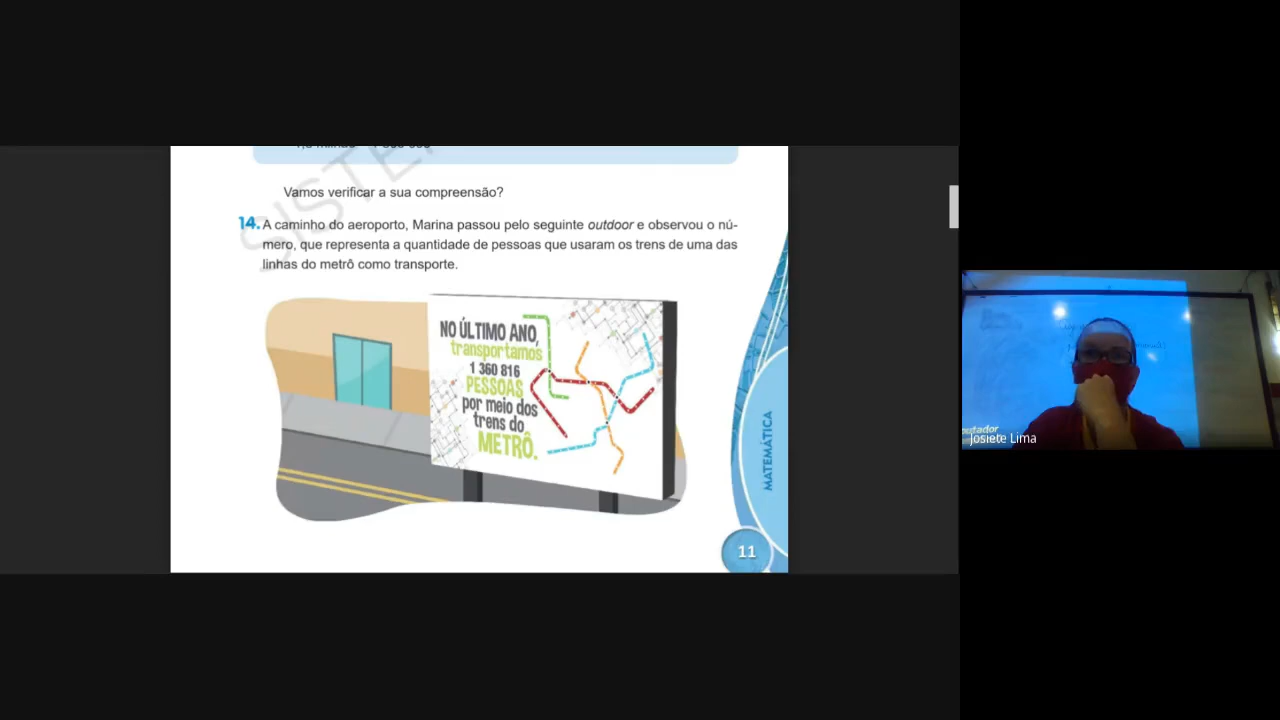 Vamos verificar a sua compreensão?
14. A caminho do aeroporto, Marina passou pelo seguinte outdoor e observou o nú-
mero, que representa a quantidade de pessoas que usaram os trens de uma das
linhas do metrô como transporte.
NO ÚLTIMO ANO,
transportamos
1 360 816
PESSOAS
por meio dos
trens do
METRÔ.
MATEMÁTICA
11
Josiete Lima